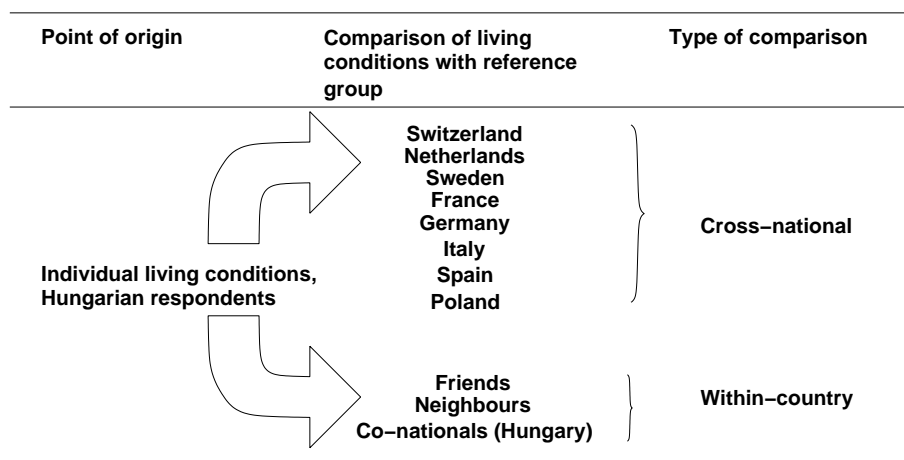 Point of origin
Comparison of living
conditions with reference
group
Type of comparison
Switzerland
Netherlands
Sweden
France
Germany
Italy
Spain
Poland
Cross−national
Individual living conditions,
Hungarian respondents
Friends
Neighbours
Co−nationals (Hungary)
Within−country